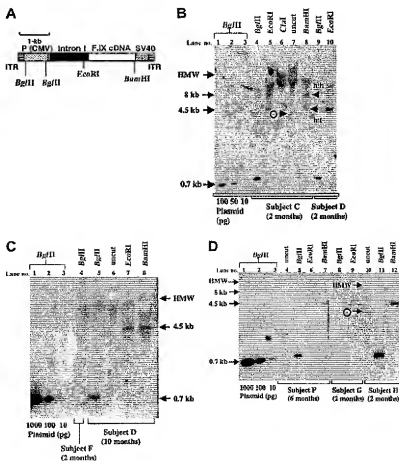 A
1-kb
P (CMV) Intron I F.IX cDNA SV40
ITR ITR
BglII BglII EcoRI BamHI
B
BglII BglII EcoRI ClaI uncut BamHI BglII EcoRI
Lane no. 1 2 3 4 5 6 7 8 9 10
HMW
8 kb
4.5 kb
0.7 kb
100 50 10
Plasmid
(pg)
Subject C
(2 months)
Subject D
(2 months)
C
BglII BglII BglII uncut EcoRI BamHI
Lane no. 1 2 3 4 5 6 7 8
HMW
4.5 kb
0.7 kb
1000 100 10
Plasmid (pg)
Subject F
(2 months)
Subject D
(10 months)
D
BglII uncut BglII EcoRI BamHI BglII EcoRI uncut BglII BamHI
Lane no. 1 2 3 4 5 6 7 8 9 10 11 12
HMW
HMW
8 kb
4.5 kb
0.7 kb
1000 100 10
Plasmid (pg)
Subject F
(6 months)
Subject G
Subject H
(2 months)